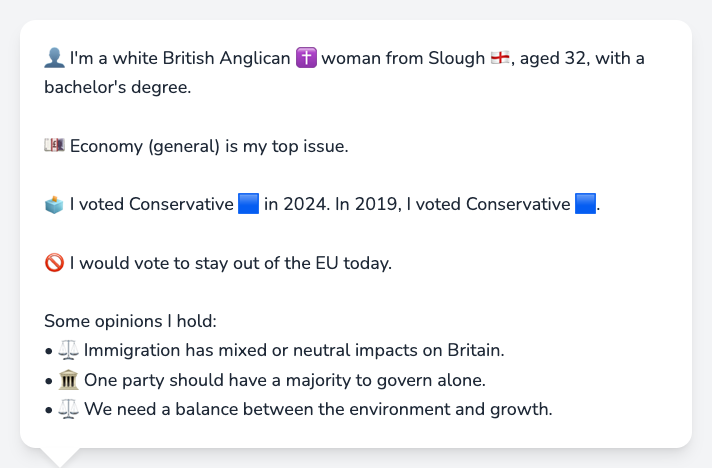 👤 I'm a white British Anglican ✝️ woman from Slough 🏴󠁧󠁢󠁥󠁮󠁧󠁿, aged 32, with a
bachelor's degree.
💷 Economy (general) is my top issue.
🗳️ I voted Conservative 🟦 in 2024. In 2019, I voted Conservative 🟦.
🚫 I would vote to stay out of the EU today.
Some opinions I hold:
• ⚖️ Immigration has mixed or neutral impacts on Britain.
• 🏛️ One party should have a majority to govern alone.
• ⚖️ We need a balance between the environment and growth.